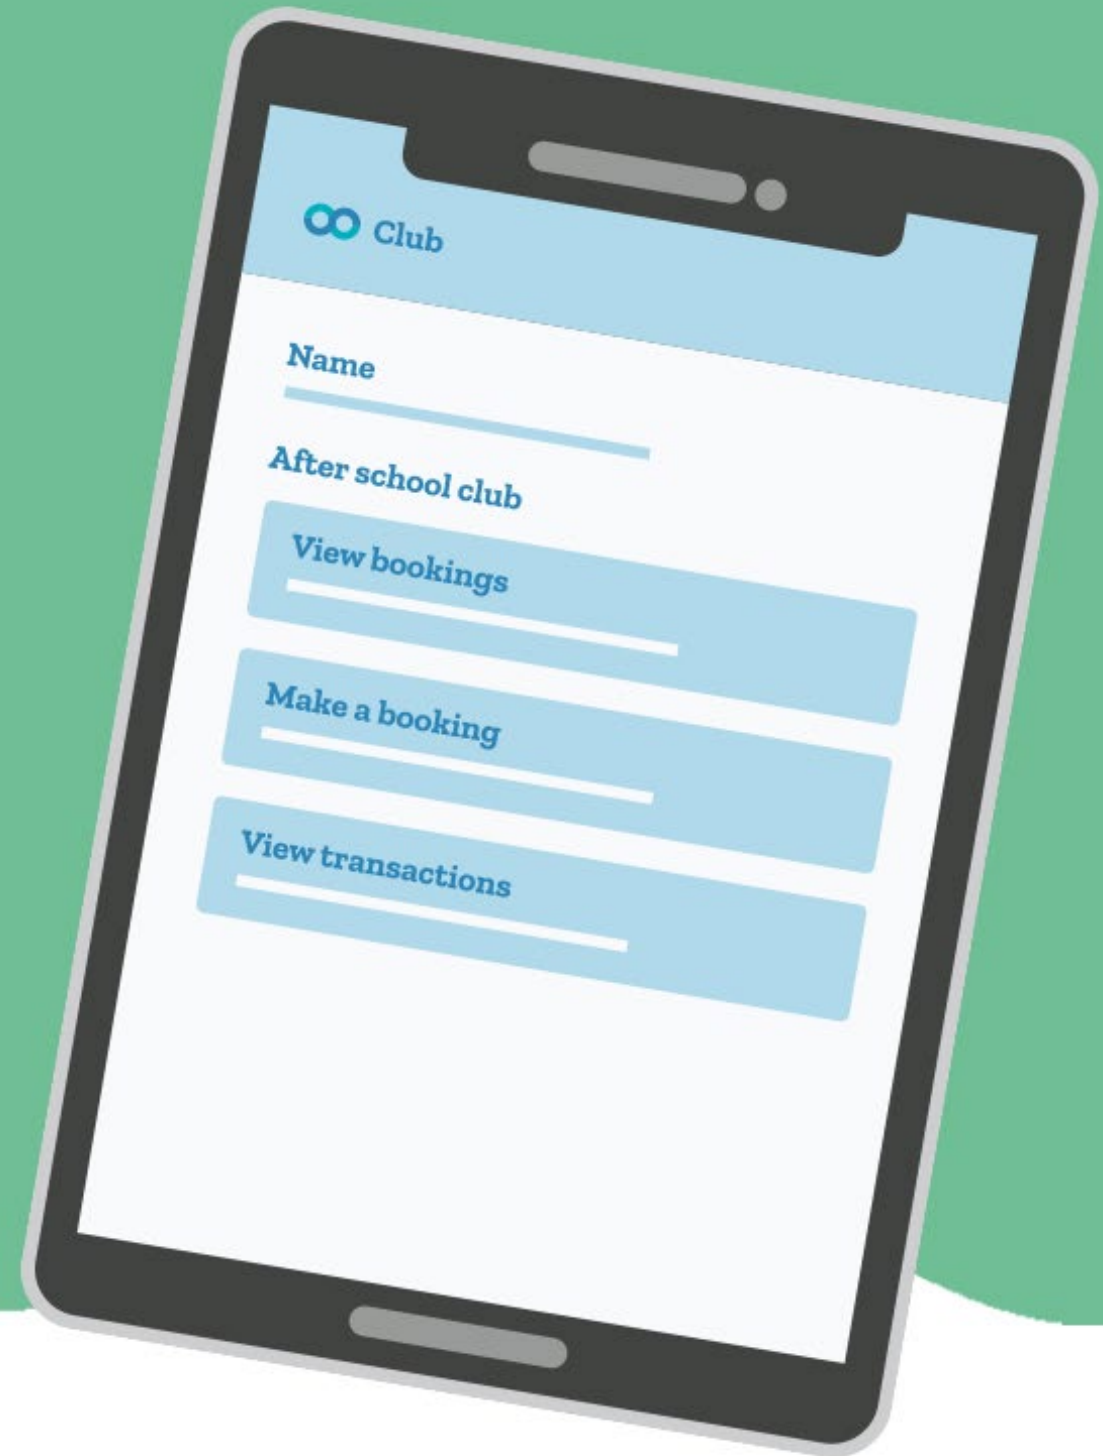 Club
Name
After school club
View bookings
Make a booking
View transactions